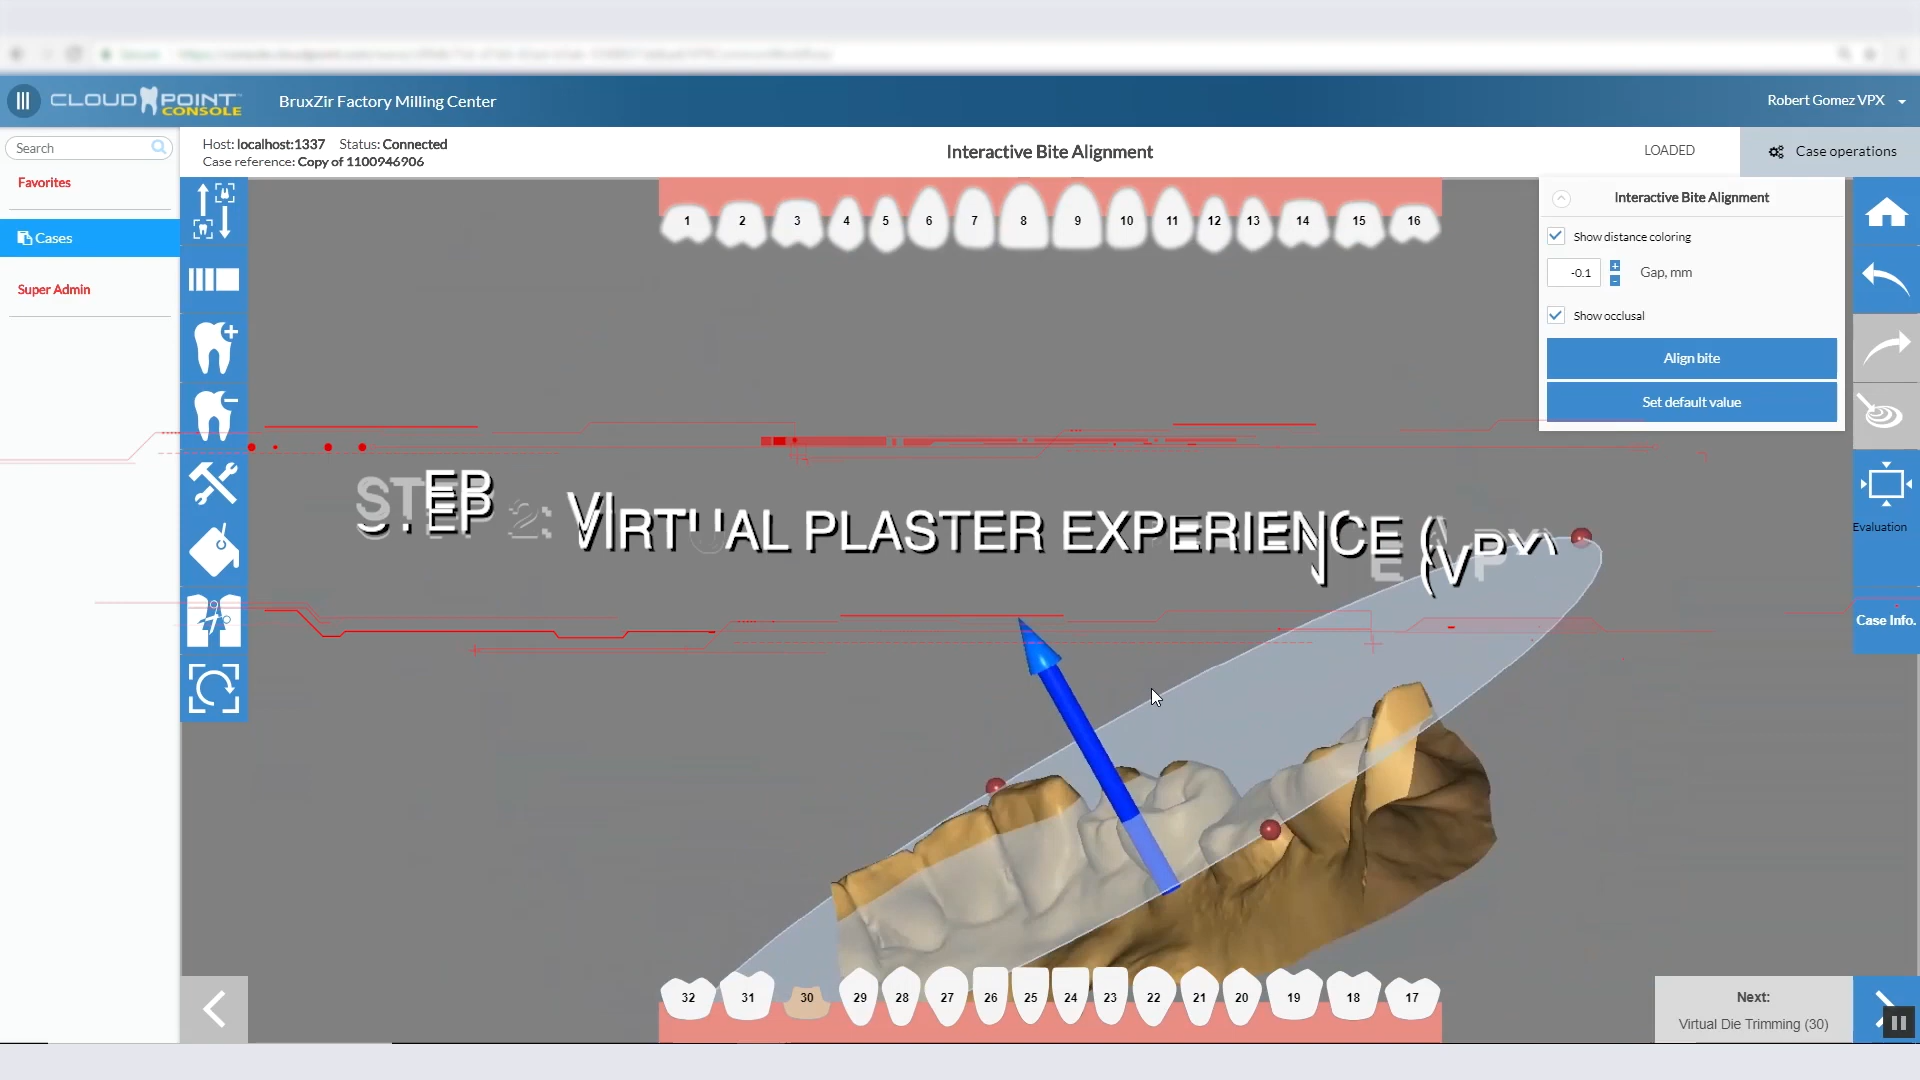 CLOUD POINT CONSOLE
BruxZir Factory Milling Center
Robert Gomez VPX
Search
Favorites
Cases
Super Admin
Host: localhost:1337 Status: Connected
Case reference: Copy of 1100946906
Interactive Bite Alignment
LOADED
Case operations
1 2 3 4 5 6 7 8 9 10 11 12 13 14 15 16
Interactive Bite Alignment
Show distance coloring
-0.1 Gap, mm
Show occlusal
Align bite
Set default value
STEP 2: VIRTUAL PLASTER EXPERIENCE (VPX)
Evaluation
Case Info.
32 31 30 29 28 27 26 25 24 23 22 21 20 19 18 17
Next:
Virtual Die Trimming (30)